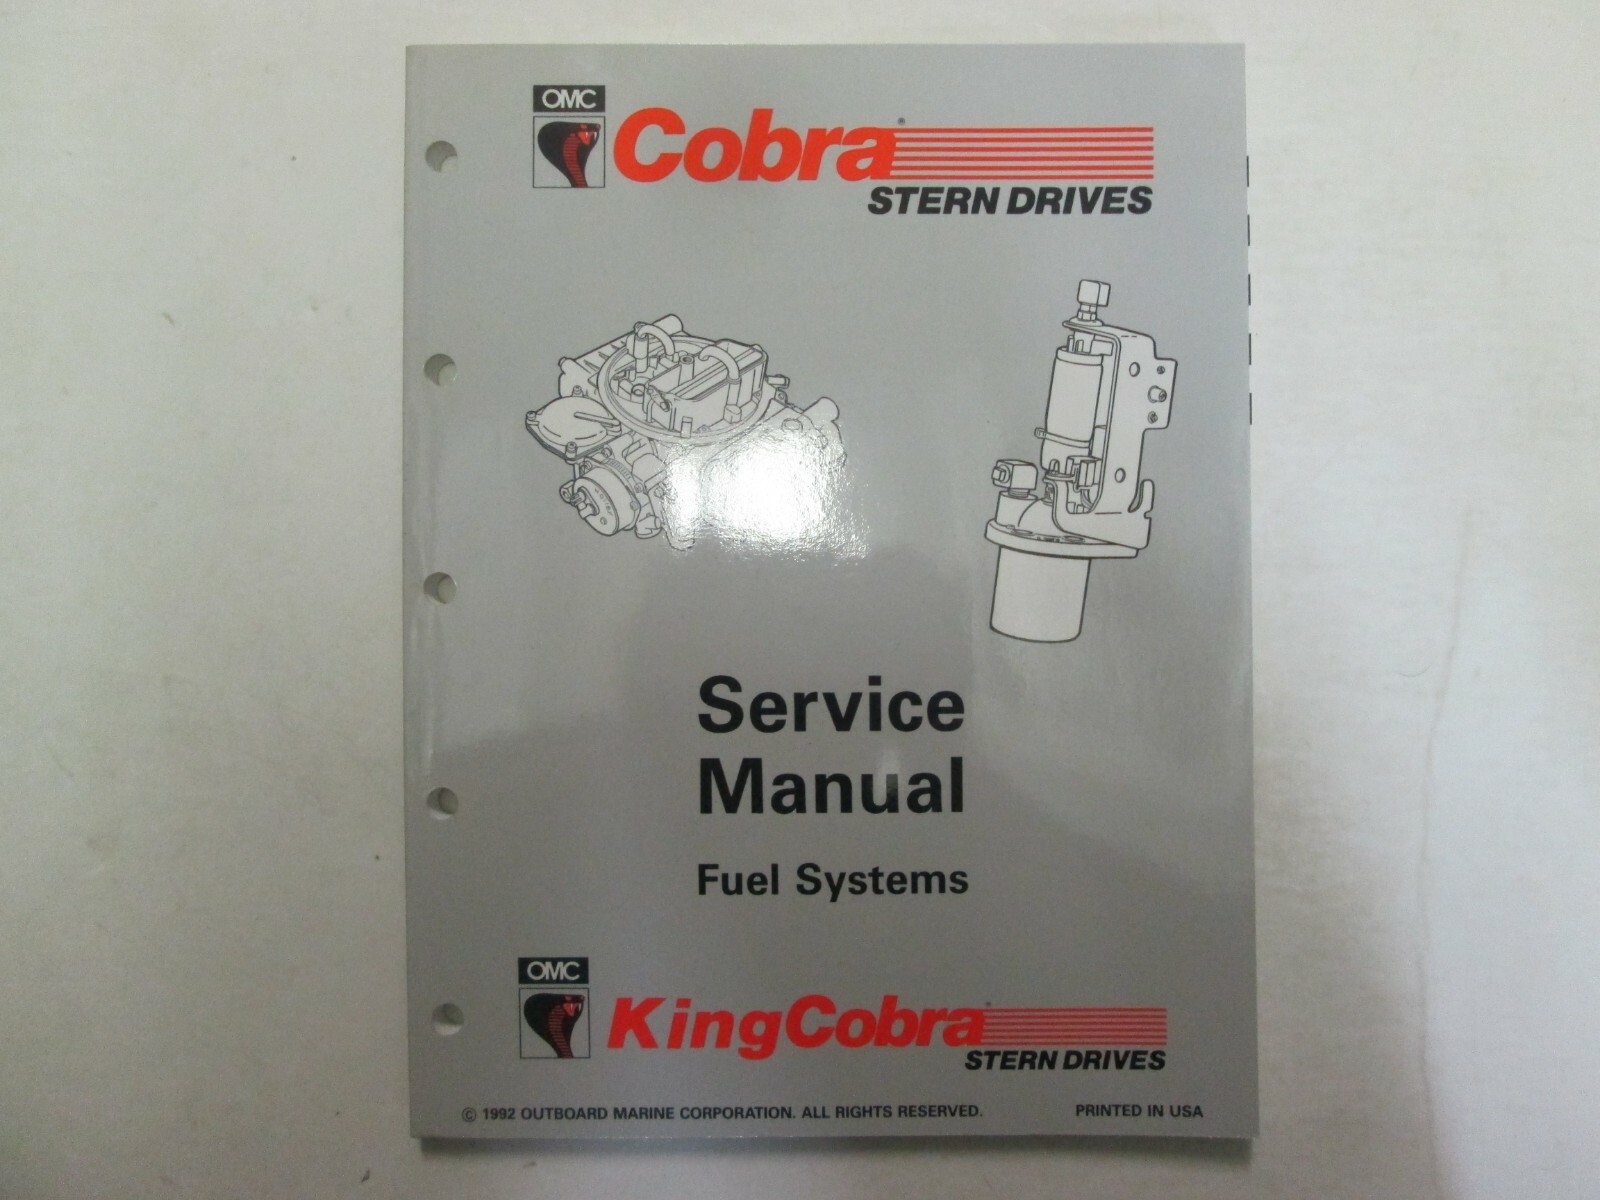 OMC
Cobra®
STERN DRIVES
Service
Manual
Fuel Systems
OMC
KingCobra
STERN DRIVES
© 1992 OUTBOARD MARINE CORPORATION. ALL RIGHTS RESERVED.
PRINTED IN USA